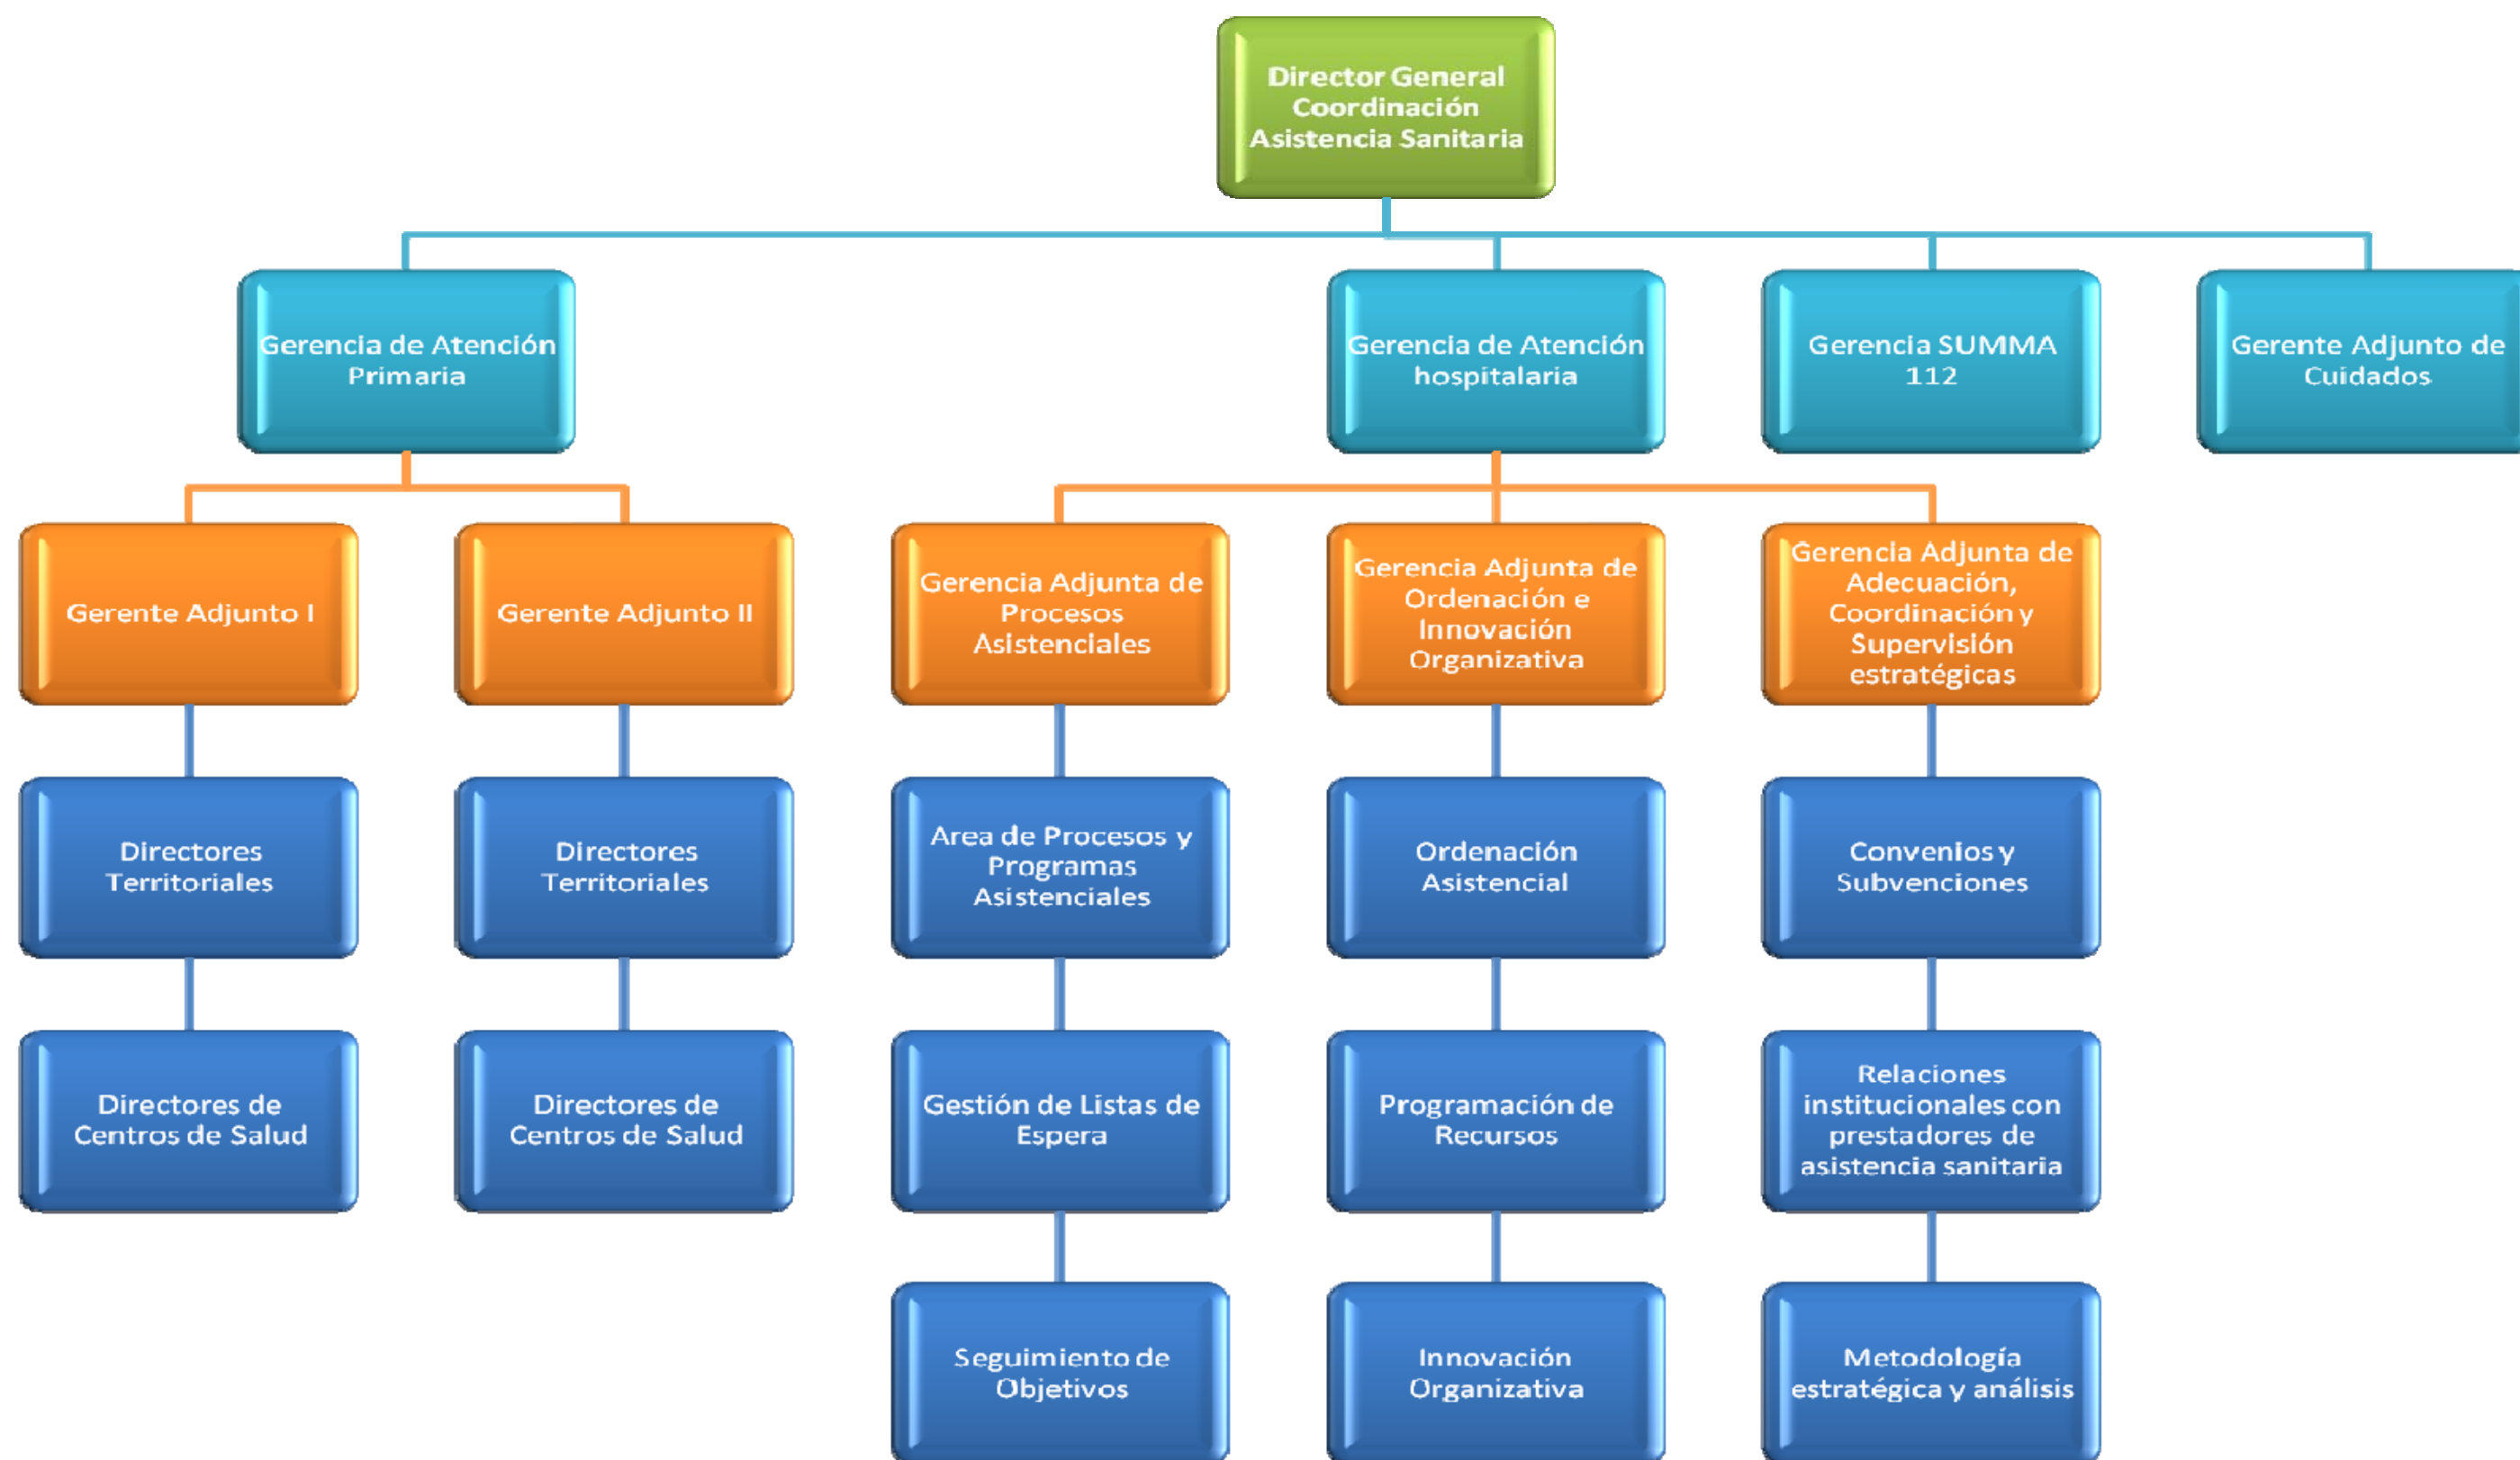 Director General
Coordinación
Asistencia Sanitaria
Gerencia de Atención
Primaria
Gerencia de Atención
hospitalaria
Gerencia SUMMA
112
Gerente Adjunto de
Cuidados
Gerente Adjunto I
Gerente Adjunto II
Gerencia Adjunta de
Procesos
Asistenciales
Gerencia Adjunta de
Ordenación e
Innovación
Organizativa
Gerencia Adjunta de
Adecuación,
Coordinación y
Supervisión
estratégicas
Directores
Territoriales
Directores
Territoriales
Area de Procesos y
Programas
Asistenciales
Ordenación
Asistencial
Convenios y
Subvenciones
Directores de
Centros de Salud
Directores de
Centros de Salud
Gestión de Listas de
Espera
Programación de
Recursos
Relaciones
institucionales con
prestadores de
asistencia sanitaria
Seguimiento de
Objetivos
Innovación
Organizativa
Metodología
estratégica y análisis